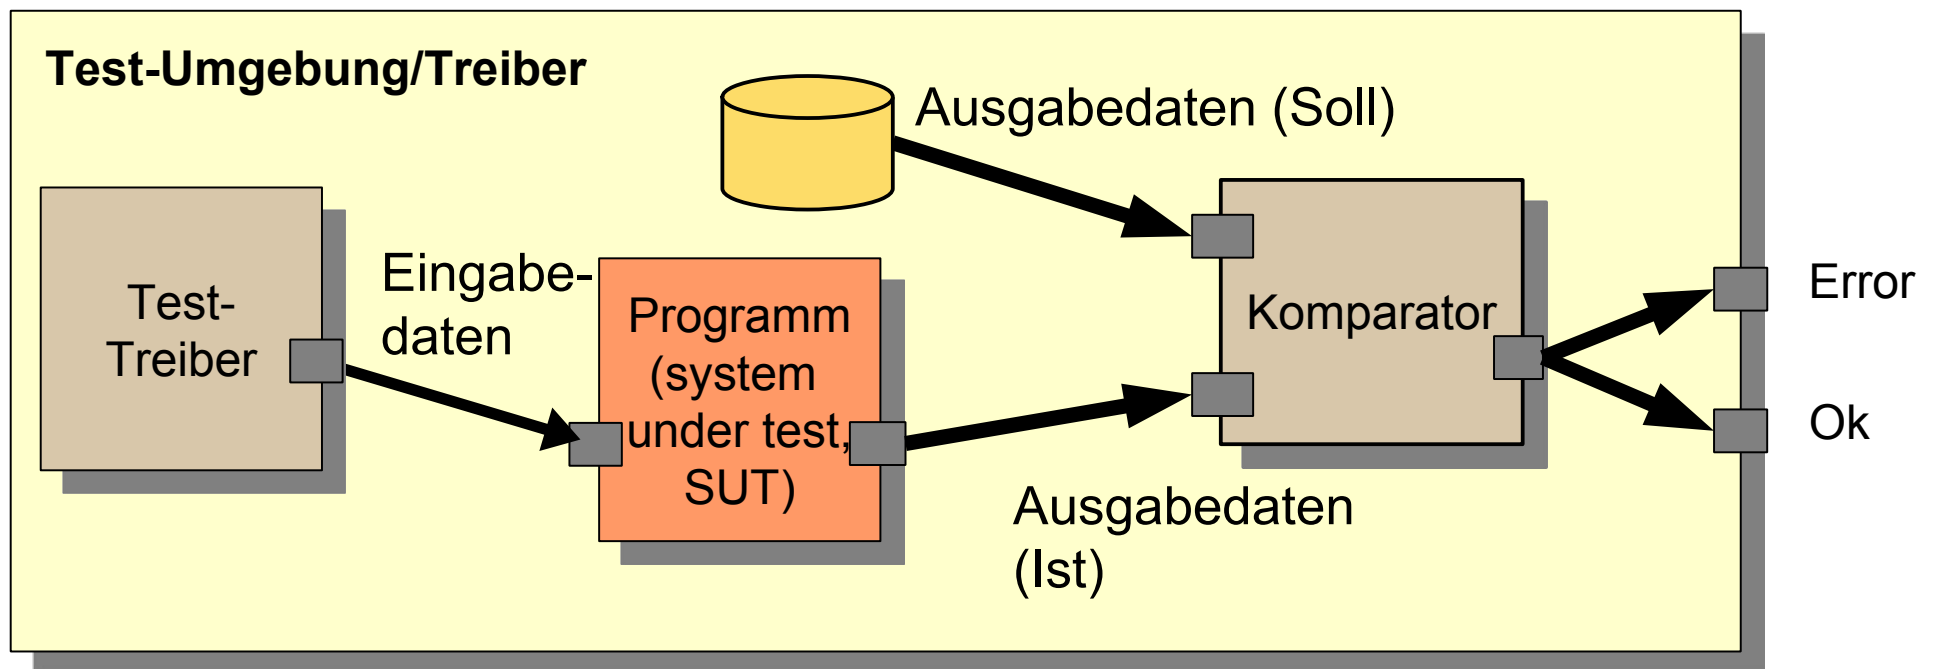 Test-Umgebung/Treiber
Ausgabedaten (Soll)
Test-
Treiber
Eingabe-
daten
Programm
(system
under test,
SUT)
Komparator
Error
Ok
Ausgabedaten
(Ist)